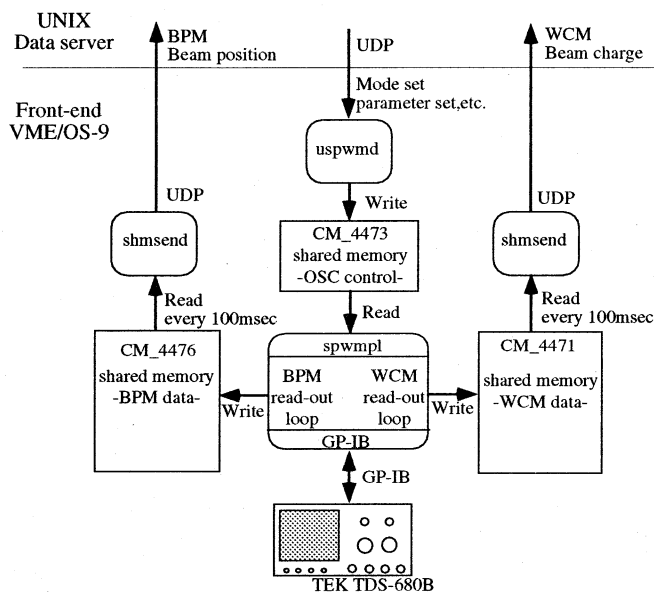 UNIX
Data server
BPM
Beam position
UDP
WCM
Beam charge
Front-end
VME/OS-9
Mode set
parameter set,etc.
uspwmd
UDP
Write
UDP
shmsend
CM_4473
shared memory
-OSC control-
shmsend
Read
every 100msec
Read
Read
every 100msec
CM_4476
shared memory
-BPM data-
spwmpl
BPM
read-out
loop
WCM
read-out
loop
GP-IB
CM_4471
shared memory
-WCM data-
Write
Write
GP-IB
TEK TDS-680B